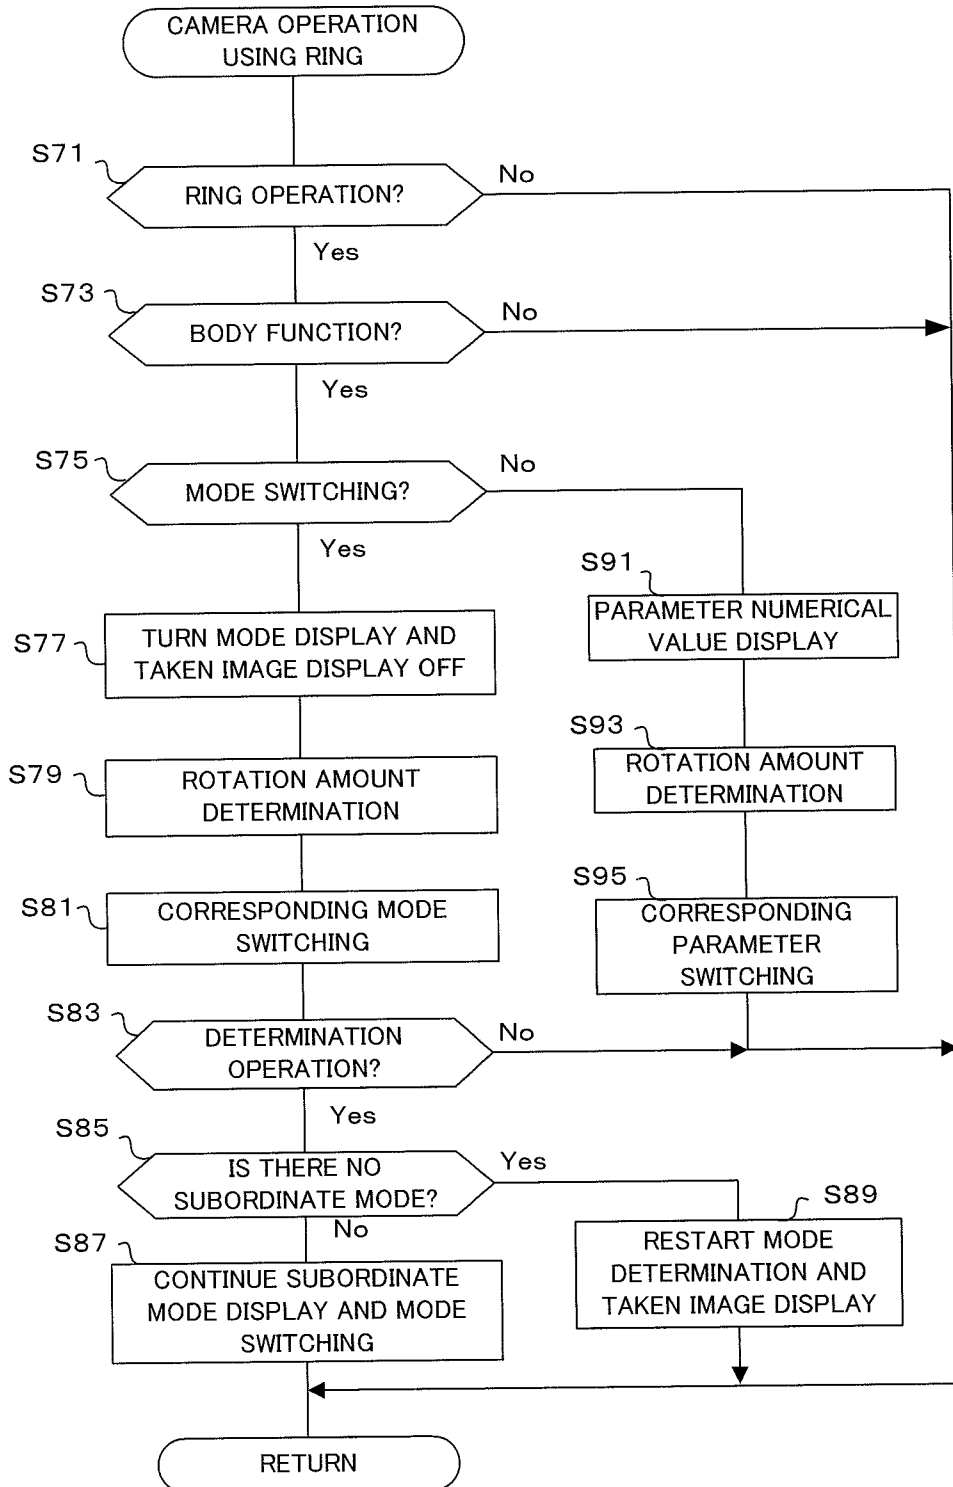 CAMERA OPERATION
USING RING
S71
RING OPERATION?
No
Yes
S73
BODY FUNCTION?
No
Yes
S75
MODE SWITCHING?
No
Yes
S77
TURN MODE DISPLAY AND
TAKEN IMAGE DISPLAY OFF
S91
PARAMETER NUMERICAL
VALUE DISPLAY
S79
ROTATION AMOUNT
DETERMINATION
S93
ROTATION AMOUNT
DETERMINATION
S81
CORRESPONDING MODE
SWITCHING
S95
CORRESPONDING
PARAMETER
SWITCHING
S83
DETERMINATION
OPERATION?
No
Yes
S85
IS THERE NO
SUBORDINATE MODE?
Yes
No
S87
CONTINUE SUBORDINATE
MODE DISPLAY AND MODE
SWITCHING
S89
RESTART MODE
DETERMINATION AND
TAKEN IMAGE DISPLAY
RETURN